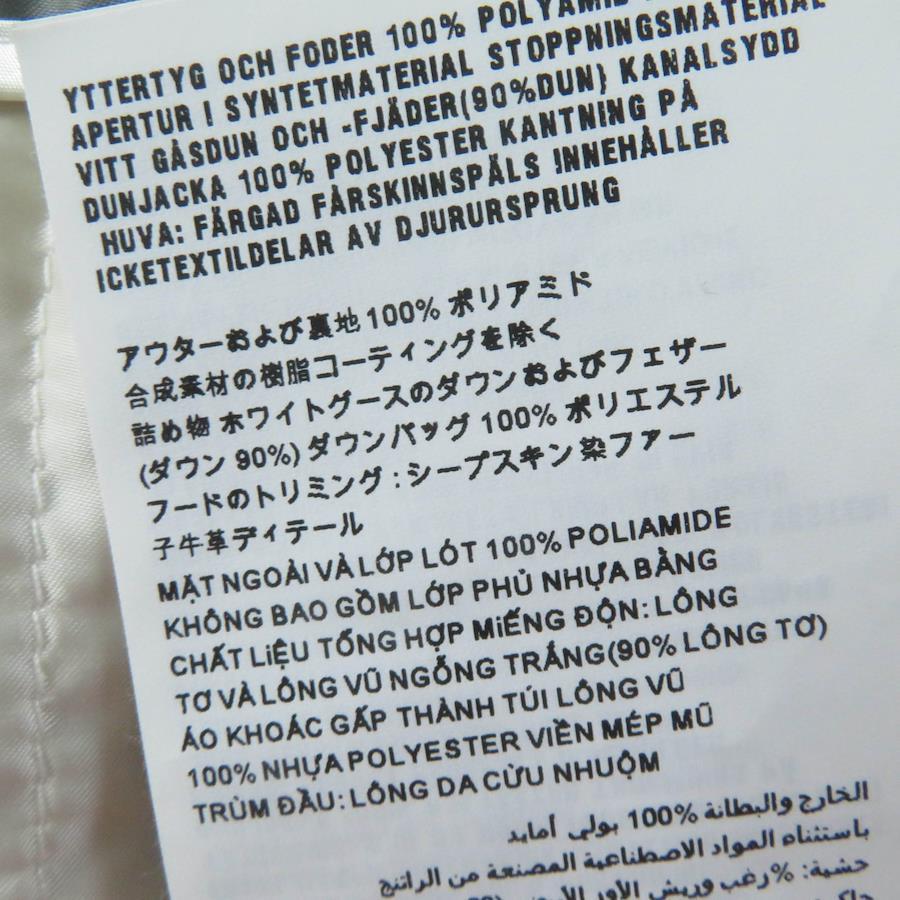 YTTERTYG OCH FODER 100% POLYAMID
APERTUR I SYNTETMATERIAL STOPPNINGSMATERIAL
VITT GÅSDUN OCH -FJÄDER(90%DUN) KANALSYDD
DUNJACKA 100% POLYESTER KANTNING PÅ
HUVA: FÄRGAD FÅRSKINNSPÄLS INNEHÅLLER
ICKETEXTILDELAR AV DJURURSPRUNG
アウターおよび裏地100% ポリアミド
合成素材の樹脂コーティングを除く
詰め物 ホワイトグースのダウンおよびフェザー
(ダウン 90%) ダウンバッグ 100% ポリエステル
フードのトリミング : シープスキン染ファー
子牛革ディテール
MẶT NGOÀI VÀ LỚP LÓT 100% POLIAMIDE
KHÔNG BAO GỒM LỚP PHỦ NHỰA BẰNG
CHẤT LIỆU TỔNG HỢP MIẾNG ĐỘN: LÔNG
TƠ VÀ LÔNG VŨ NGỖNG TRẮNG(90% LÔNG TƠ)
ÁO KHOÁC GẤP THÀNH TÚI LÔNG VŨ
100% NHỰA POLYESTER VIỀN MÉP MŨ
TRÙM ĐẦU: LÔNG DA CỪU NHUỘM
الخارج والبطانة %100 بولي أمايد
باستثناء المواد الاصطناعية المصنعة من الراتنج
حشية: %رغب وريش الأوز